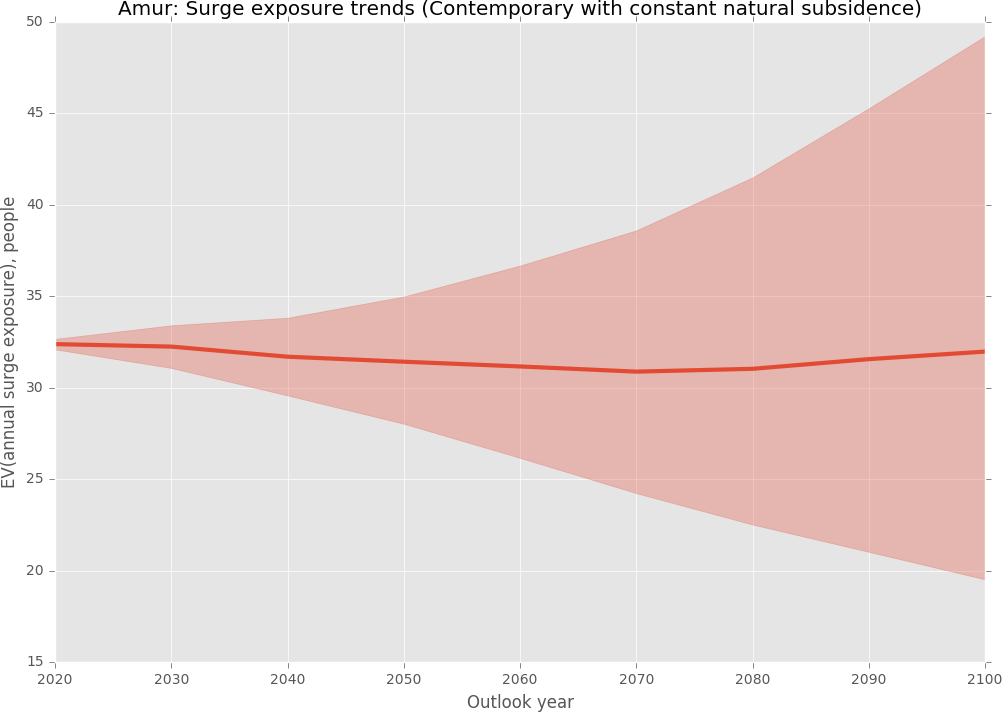 Amur: Surge exposure trends (Contemporary with constant natural subsidence)
EV(annual surge exposure), people
50
45
40
35
30
25
20
15
2020 2030 2040 2050 2060 2070 2080 2090 2100
Outlook year